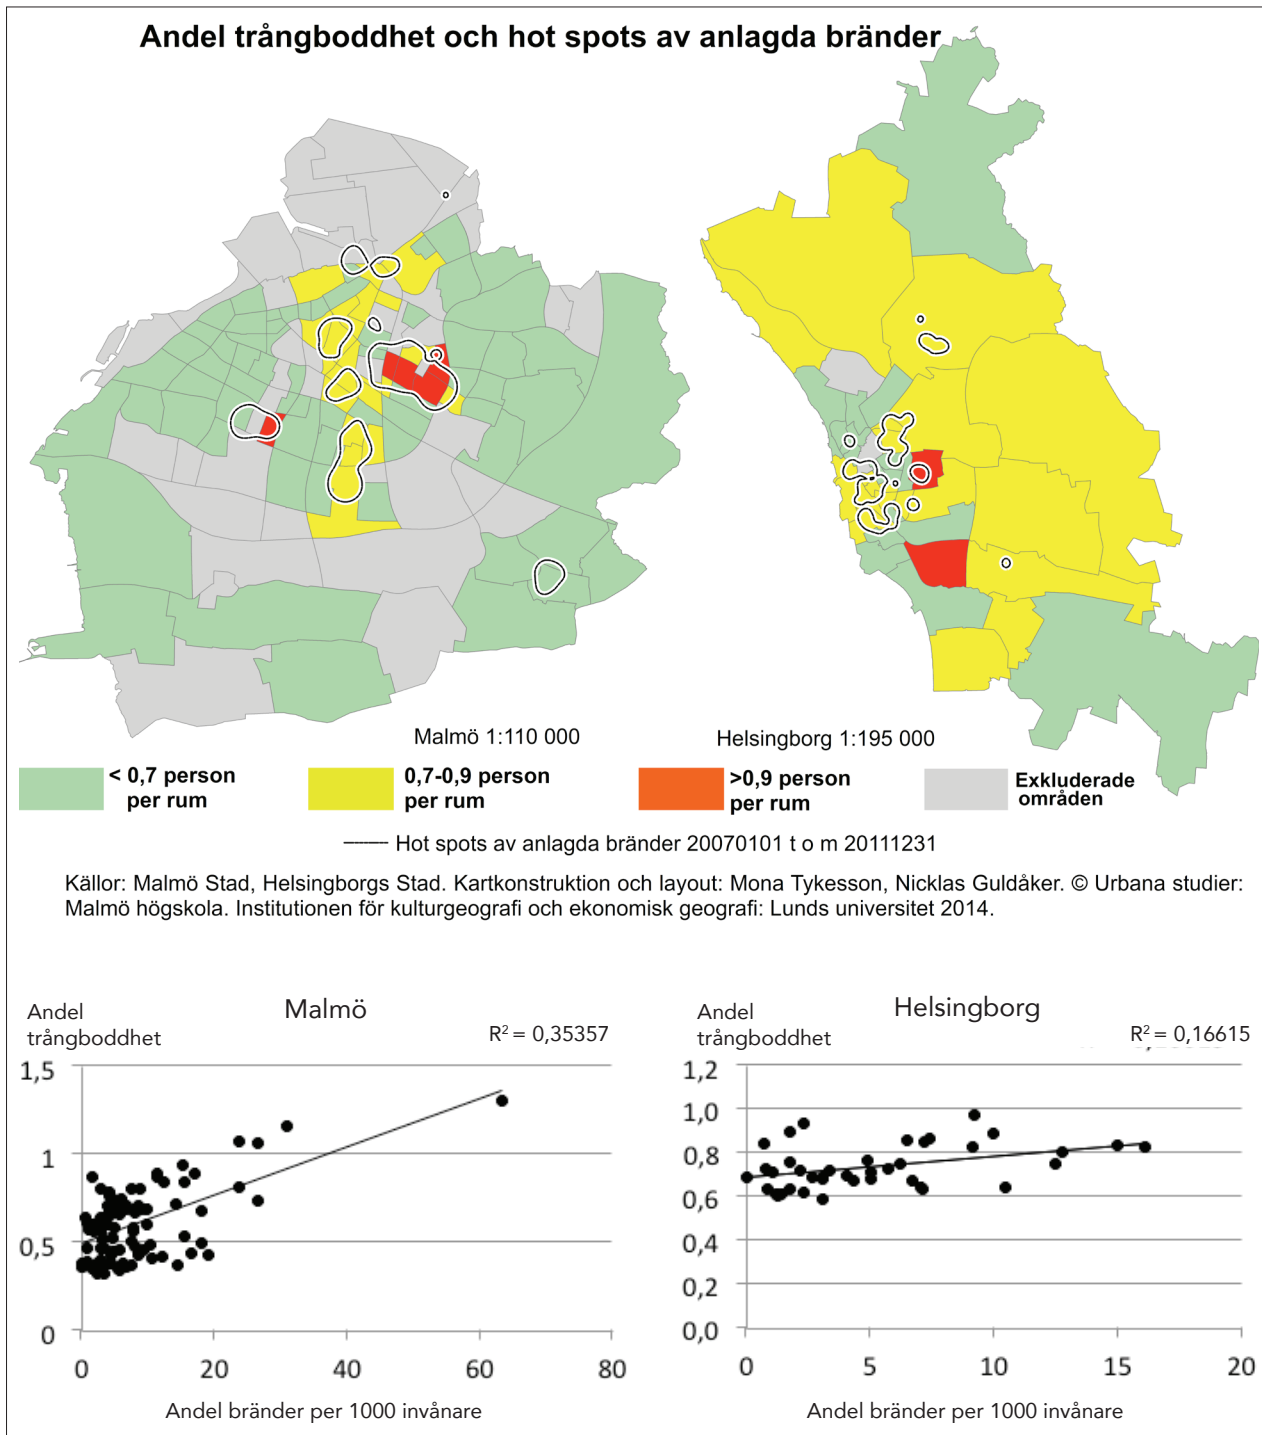 Andel trångboddhet och hot spots av anlagda bränder
Malmö 1:110 000
Helsingborg 1:195 000
< 0,7 person
per rum
0,7-0,9 person
per rum
>0,9 person
per rum
Exkluderade
områden
Hot spots av anlagda bränder 20070101 t o m 20111231
Källor: Malmö Stad, Helsingborgs Stad. Kartkonstruktion och layout: Mona Tykesson, Nicklas Guldåker. © Urbana studier:
Malmö högskola. Institutionen för kulturgeografi och ekonomisk geografi: Lunds universitet 2014.
Andel
trångboddhet
Malmö
R² = 0,35357
1,5
1
0,5
0
0 20 40 60 80
Andel bränder per 1000 invånare
Andel
trångboddhet
Helsingborg
R² = 0,16615
1,2
1,0
0,8
0,6
0,4
0,2
0,0
0 5 10 15 20
Andel bränder per 1000 invånare